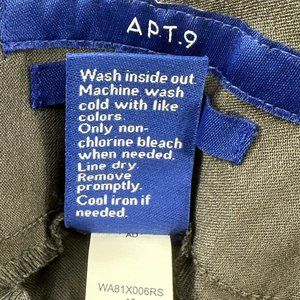 APT.9
Wash inside out.
Machine wash
cold with like
colors.
Only non-
chlorine bleach
when needed.
Line dry.
Remove
promptly.
Cool iron if
needed.
WA81X006RS